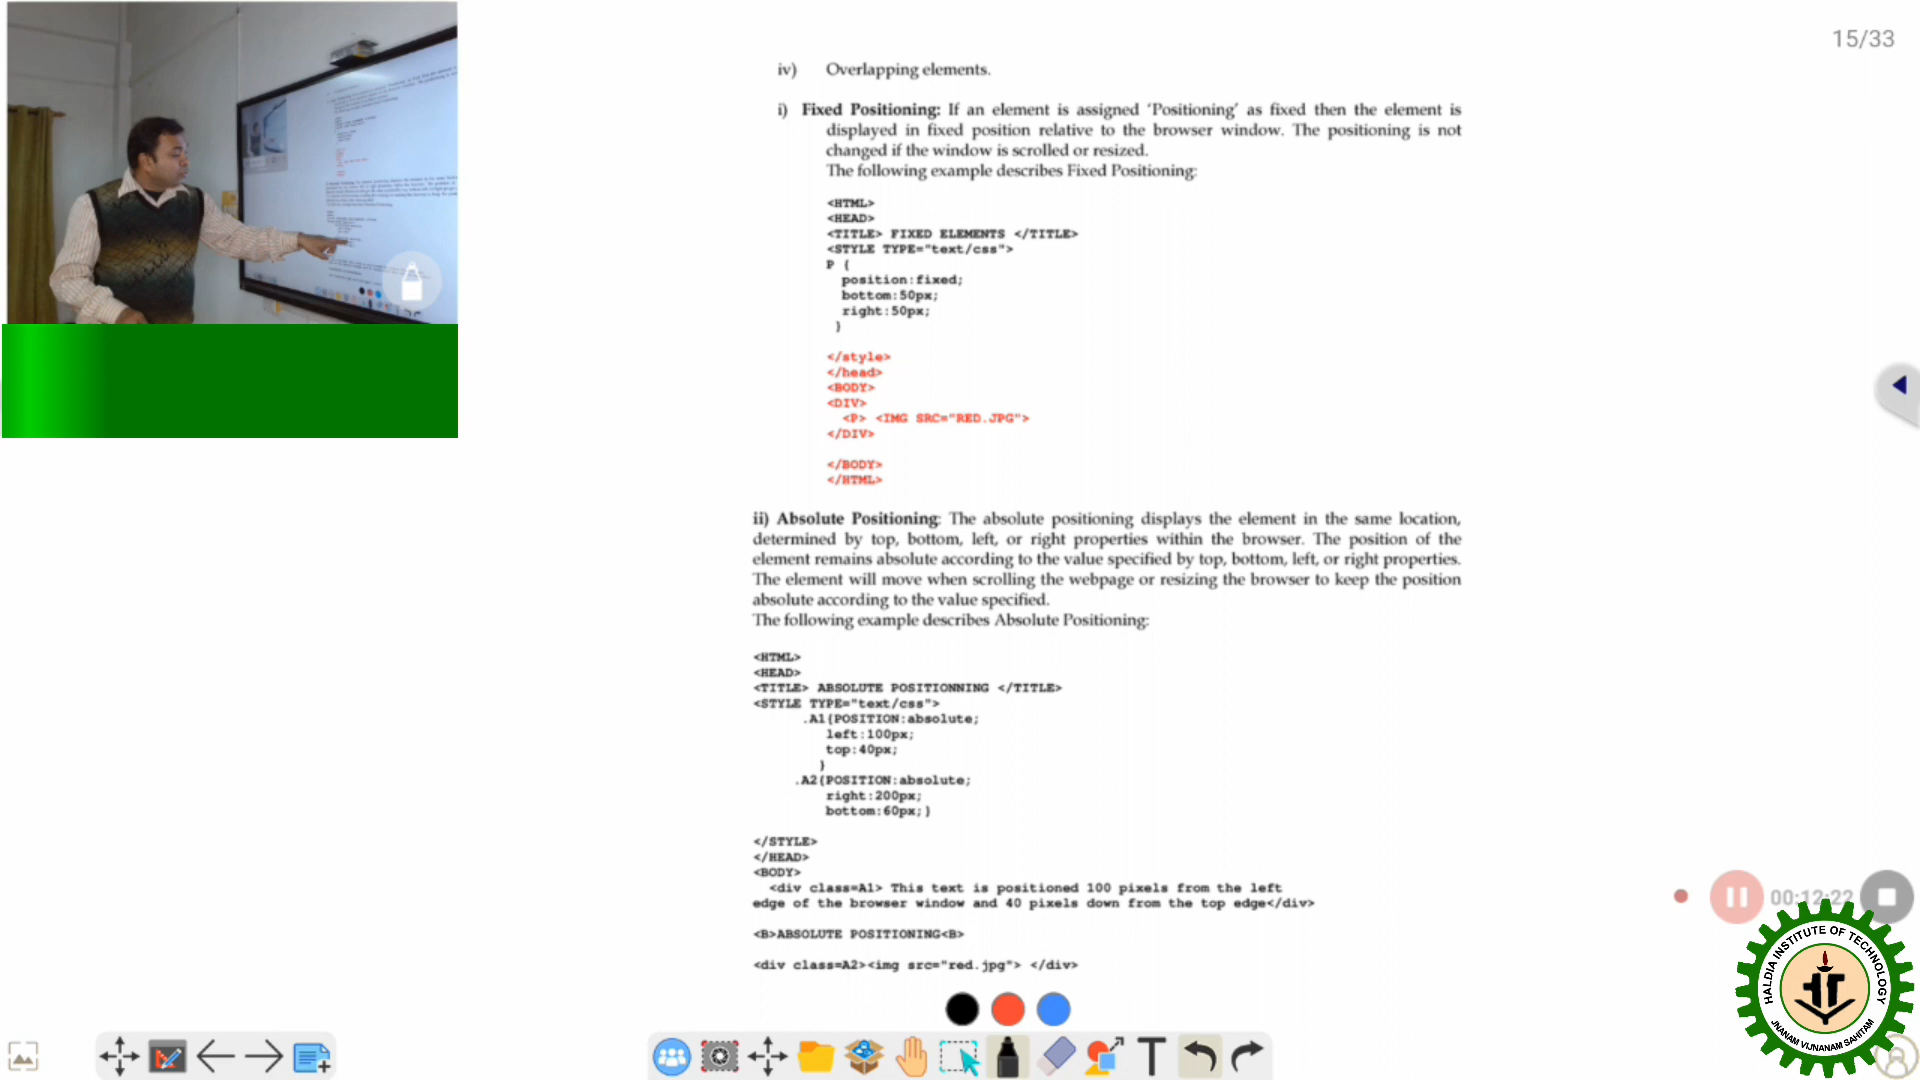 15/33
iv) Overlapping elements.
i) Fixed Positioning: If an element is assigned 'Positioning' as fixed then the element is
displayed in fixed position relative to the browser window. The positioning is not
changed if the window is scrolled or resized.
The following example describes Fixed Positioning:
<HTML>
<HEAD>
<TITLE> FIXED ELEMENTS </TITLE>
<STYLE TYPE="text/css">
P {
position:fixed;
bottom:50px;
right:50px;
}
</style>
</head>
<BODY>
<DIV>
<P> <IMG SRC="RED.JPG">
</DIV>
</BODY>
</HTML>
ii) Absolute Positioning: The absolute positioning displays the element in the same location,
determined by top, bottom, left, or right properties within the browser. The position of the
element remains absolute according to the value specified by top, bottom, left, or right properties.
The element will move when scrolling the webpage or resizing the browser to keep the position
absolute according to the value specified.
The following example describes Absolute Positioning:
<HTML>
<HEAD>
<TITLE> ABSOLUTE POSITIONNING </TITLE>
<STYLE TYPE="text/css">
.A1{POSITION:absolute;
left:100px;
top:40px;
}
.A2{POSITION:absolute;
right:200px;
bottom:60px;}
</STYLE>
</HEAD>
<BODY>
<div class=A1> This text is positioned 100 pixels from the left
edge of the browser window and 40 pixels down from the top edge</div>
<B>ABSOLUTE POSITIONING<B>
<div class=A2><img src="red.jpg"> </div>
00:12:22
HALDIA INSTITUTE OF TECHNOLOGY
JNANAM VIJNANAM SAHITAM
T